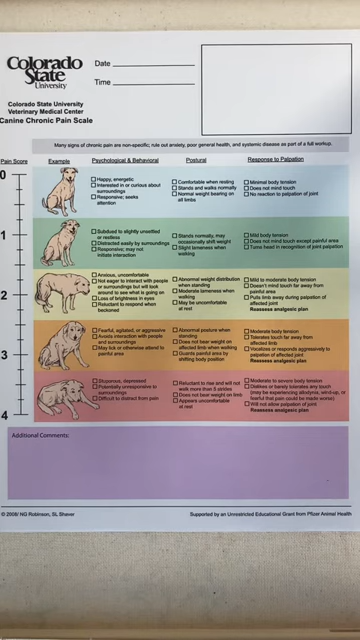 Colorado
State
University
Date
Time
Colorado State University
Veterinary Medical Center
Canine Chronic Pain Scale
Many signs of chronic pain are non-specific; rule out anxiety, poor general health, and systemic disease as part of a full workup.
Pain Score
Example
Psychological & Behavioral
Postural
Response to Palpation
0
Happy, energetic
Interested in or curious about
surroundings
Responsive; seeks
attention
Comfortable when resting
Stands and walks normally
Normal weight bearing on
all limbs
Minimal body tension
Does not mind touch
No reaction to palpation of joint
1
Subdued to slightly unsettled
or restless
Distracted easily by surroundings
Responsive; may not
initiate interaction
Stands normally, may
occasionally shift weight
Slight lameness when
walking
Mild body tension
Does not mind touch except painful area
Turns head in recognition of joint palpation
2
Anxious, uncomfortable
Not eager to interact with people
or surroundings but will look
around to see what is going on
Loss of brightness in eyes
Reluctant to respond when
beckoned
Abnormal weight distribution
when standing
Moderate lameness when
walking
May be uncomfortable
at rest
Mild to moderate body tension
Doesn't mind touch far away from
painful area
Pulls limb away during palpation of
affected joint
Reassess analgesic plan
3
Fearful, agitated, or aggressive
Avoids interaction with people
and surroundings
May lick or otherwise attend to
painful area
Abnormal posture when
standing
Does not bear weight on
affected limb when walking
Guards painful area by
shifting body position
Moderate body tension
Tolerates touch far away from
affected limb
Vocalizes or responds aggressively to
palpation of affected joint
Reassess analgesic plan
4
Stuporous, depressed
Potentially unresponsive to
surroundings
Difficult to distract from pain
Reluctant to rise and will not
walk more than 5 strides
Does not bear weight on limb
Appears uncomfortable
at rest
Moderate to severe body tension
Dislikes or barely tolerates any touch
(may be experiencing allodynia, wind-up, or
fearful that pain could be made worse)
Will not allow palpation of joint
Reassess analgesic plan
Additional Comments:
© 2008/ NG Robinson, SL Shaver
Supported by an Unrestricted Educational Grant from Pfizer Animal Health